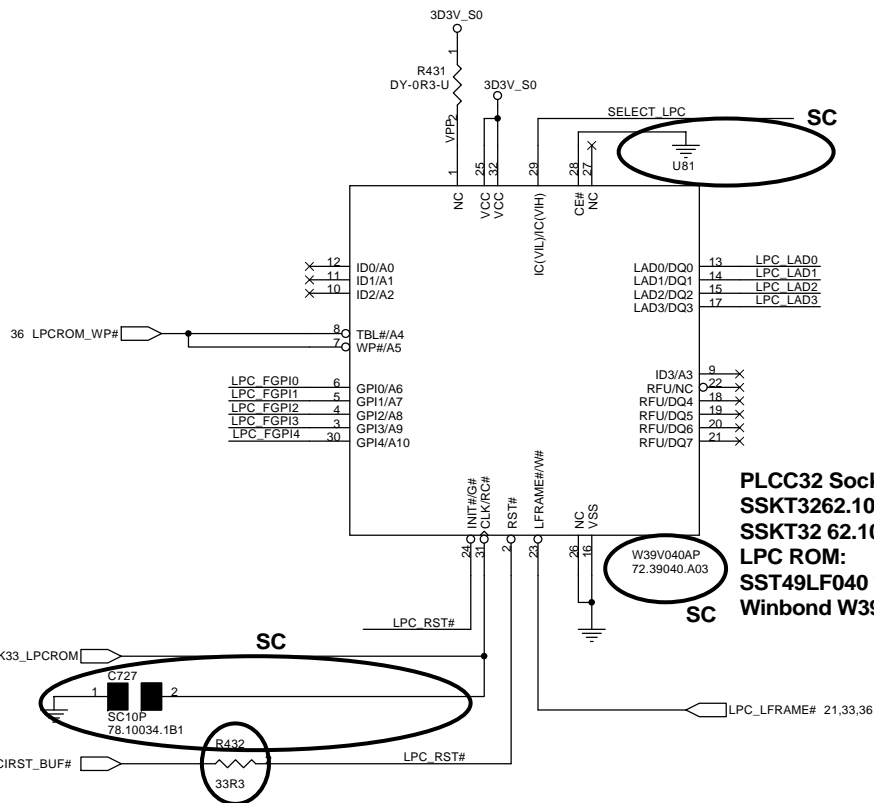 3D3V_S0
1
R431
DY-0R3-U
3D3V_S0
2
VPP
SELECT_LPC
SC
U81
1
25
32
29
28
27
NC
VCC
VCC
IC(VIL)/IC(VIH)
CE#
NC
12 ID0/A0
11 ID1/A1
10 ID2/A2
LAD0/DQ0 13 LPC_LAD0
LAD1/DQ1 14 LPC_LAD1
LAD2/DQ2 15 LPC_LAD2
LAD3/DQ3 17 LPC_LAD3
36 LPCROM_WP#
8 TBL#/A4
7 WP#/A5
ID3/A3 9
RFU/NC 22
RFU/DQ4 18
RFU/DQ5 19
RFU/DQ6 20
RFU/DQ7 21
LPC_FGPI0 6 GPI0/A6
LPC_FGPI1 5 GPI1/A7
LPC_FGPI2 4 GPI2/A8
LPC_FGPI3 3 GPI3/A9
LPC_FGPI4 30 GPI4/A10
INIT#/G#
CLK/RC#
RST#
LFRAME#/W#
NC
VSS
24
31
2
23
26
16
W39V040AP
72.39040.A03
SC
PLCC32 Sock
SSKT3262.10
SSKT32 62.10
LPC ROM:
SST49LF040
Winbond W39
LPC_RST#
K33_LPCROM
SC
C727
1
2
SC10P
78.10034.1B1
LPC_LFRAME# 21,33,36
CIRST_BUF#
R432
33R3
LPC_RST#